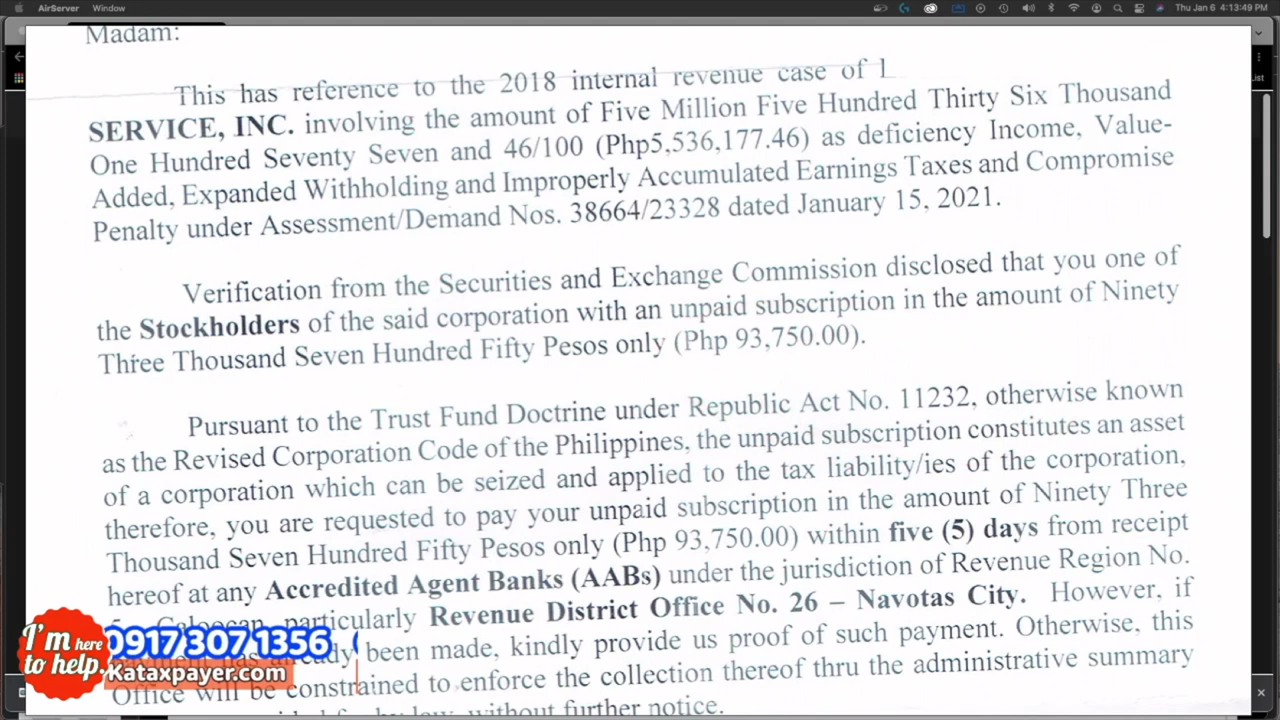 AirServer Window Thu Jan 6 4:13:49 PM
Madam:
This has reference to the 2018 internal revenue case of
SERVICE, INC. involving the amount of Five Million Five Hundred Thirty Six Thousand
One Hundred Seventy Seven and 46/100 (Php5,536,177.46) as deficiency Income, Value-
Added, Expanded Withholding and Improperly Accumulated Earnings Taxes and Compromise
Penalty under Assessment/Demand Nos. 38664/23328 dated January 15, 2021.
Verification from the Securities and Exchange Commission disclosed that you one of
the Stockholders of the said corporation with an unpaid subscription in the amount of Ninety
Three Thousand Seven Hundred Fifty Pesos only (Php 93,750.00).
Pursuant to the Trust Fund Doctrine under Republic Act No. 11232, otherwise known
as the Revised Corporation Code of the Philippines, the unpaid subscription constitutes an asset
of a corporation which can be seized and applied to the tax liability/ies of the corporation,
therefore, you are requested to pay your unpaid subscription in the amount of Ninety Three
Thousand Seven Hundred Fifty Pesos only (Php 93,750.00) within five (5) days from receipt
hereof at any Accredited Agent Banks (AABs) under the jurisdiction of Revenue Region No.
particularly Revenue District Office No. 26 – Navotas City. However, if
already been made, kindly provide us proof of such payment. Otherwise, this
Office will be constrained to enforce the collection thereof thru the administrative summary
by law without further notice.
I'm here
to help.
0917 307 1356
Kataxpayer.com
List